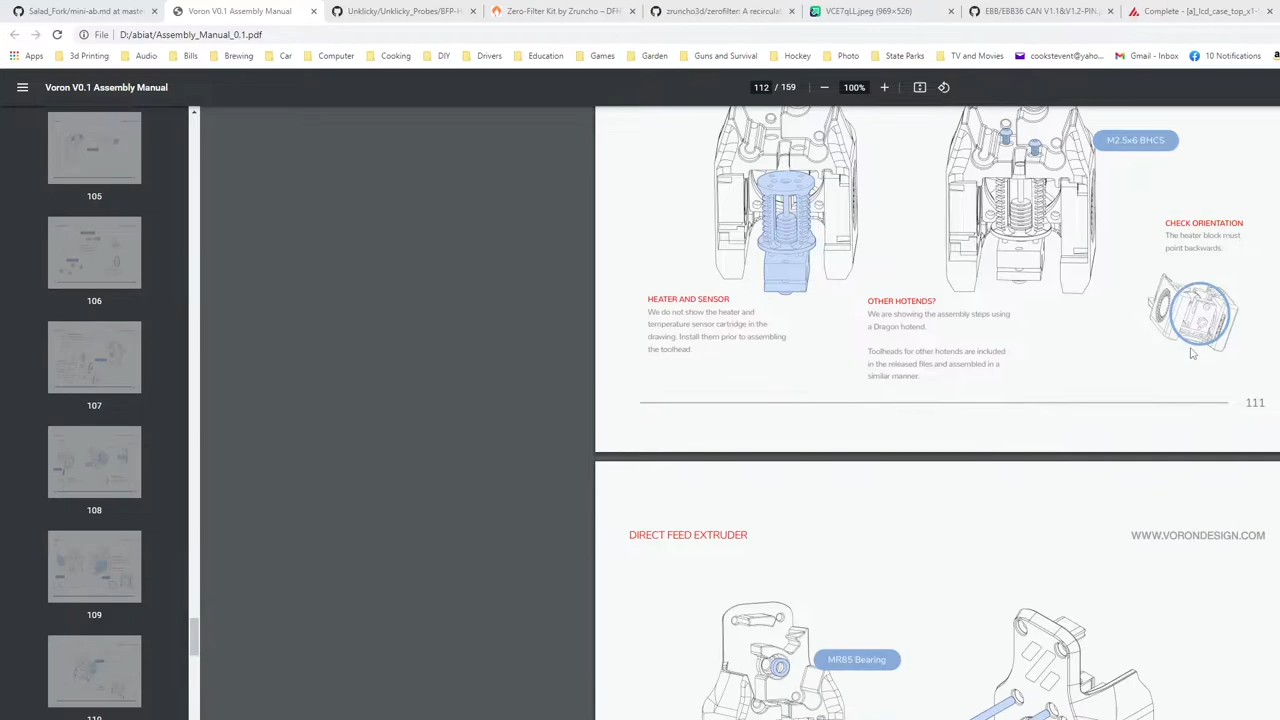 Salad_Fork/mini-ab.md at master
Voron V0.1 Assembly Manual
Unklicky/Unklicky_Probes/BFP-H
Zero-Filter Kit by Zruncho – DFH
zruncho3d/zerofilter: A recirculat
VCE7qLL.jpeg (969×526)
EBB/EBB36 CAN V1.1&V1.2-PIN.
Complete - [a]_lcd_case_top_x1-
File
D:/abiat/Assembly_Manual_0.1.pdf
Apps
3d Printing
Audio
Bills
Brewing
Car
Computer
Cooking
DIY
Drivers
Education
Games
Garden
Guns and Survival
Hockey
Photo
State Parks
TV and Movies
cookstevent@yahoo...
Gmail - Inbox
10 Notifications
Voron V0.1 Assembly Manual
112 / 159
100%
105
106
107
108
109
M2.5x6 BHCS
CHECK ORIENTATION
The heater block must
point backwards.
HEATER AND SENSOR
We do not show the heater and
temperature sensor cartridge in the
drawing. Install them prior to assembling
the toolhead.
OTHER HOTENDS?
We are showing the assembly steps using
a Dragon hotend.
Toolheads for other hotends are included
in the released files and assembled in a
similar manner.
111
DIRECT FEED EXTRUDER
WWW.VORONDESIGN.COM
MR85 Bearing